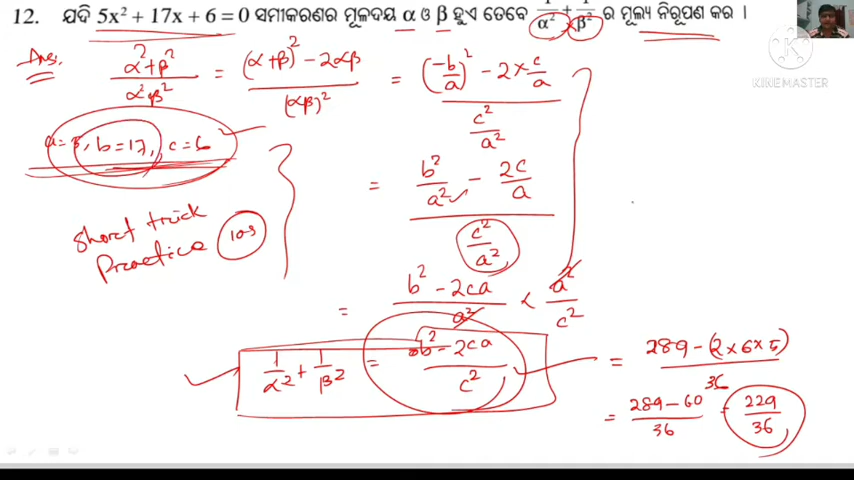 12. ଯଦି 5x² + 17x + 6 = 0 ସମୀକରଣର ମୂଳଦୟ α ଓ β ହୁଏ ତେବେ 1/α² + 1/β² ର ମୂଲ୍ୟ ନିରୂପଣ କର ।
Ans. (α²+β²)/(α²β²) = ((α+β)² - 2αβ)/(αβ)² = ((-b/a)² - 2×c/a)/(c²/a²)
a=5, b=17, c=6
= (b²/a² - 2c/a)/(c²/a²)
short trick
Practice 10s
= (b² - 2ca)/a² × a²/c²
1/α² + 1/β² = (b² - 2ca)/c² = (289 - (2×6×5))/36
= (289 - 60)/36 = 229/36
KINEMASTER